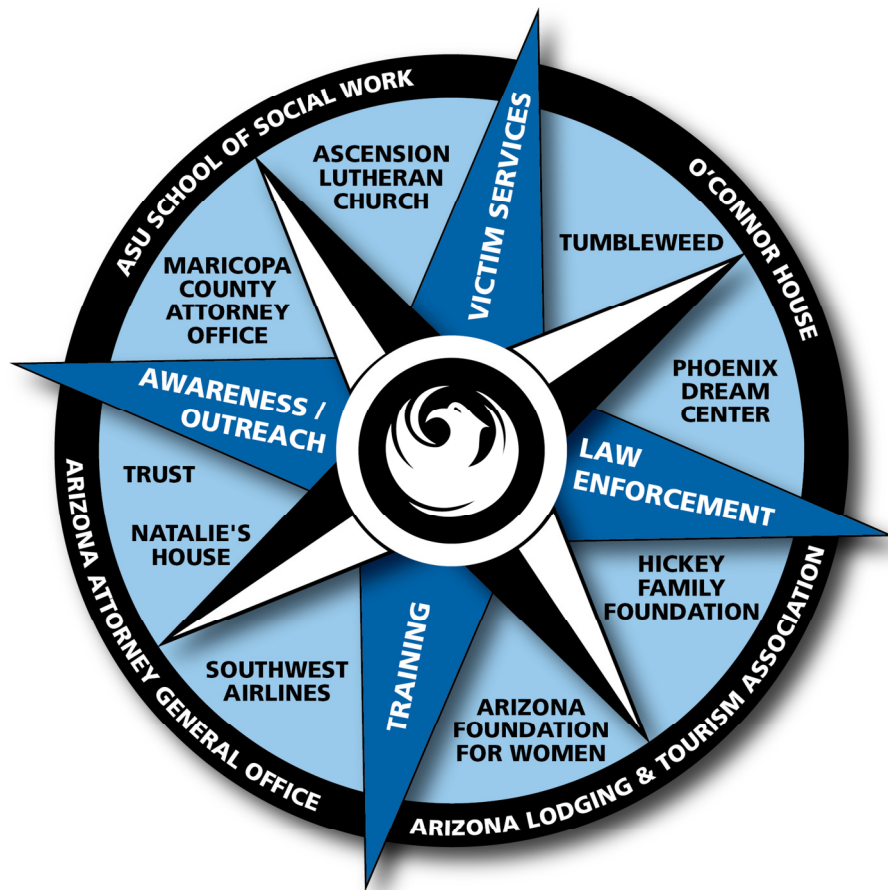 ASU SCHOOL OF SOCIAL WORK
O'CONNOR HOUSE
ARIZONA LODGING & TOURISM ASSOCIATION
ARIZONA ATTORNEY GENERAL OFFICE
VICTIM SERVICES
LAW
ENFORCEMENT
TRAINING
AWARENESS /
OUTREACH
ASCENSION
LUTHERAN
CHURCH
TUMBLEWEED
PHOENIX
DREAM
CENTER
HICKEY
FAMILY
FOUNDATION
ARIZONA
FOUNDATION
FOR WOMEN
SOUTHWEST
AIRLINES
NATALIE'S
HOUSE
TRUST
MARICOPA
COUNTY
ATTORNEY
OFFICE